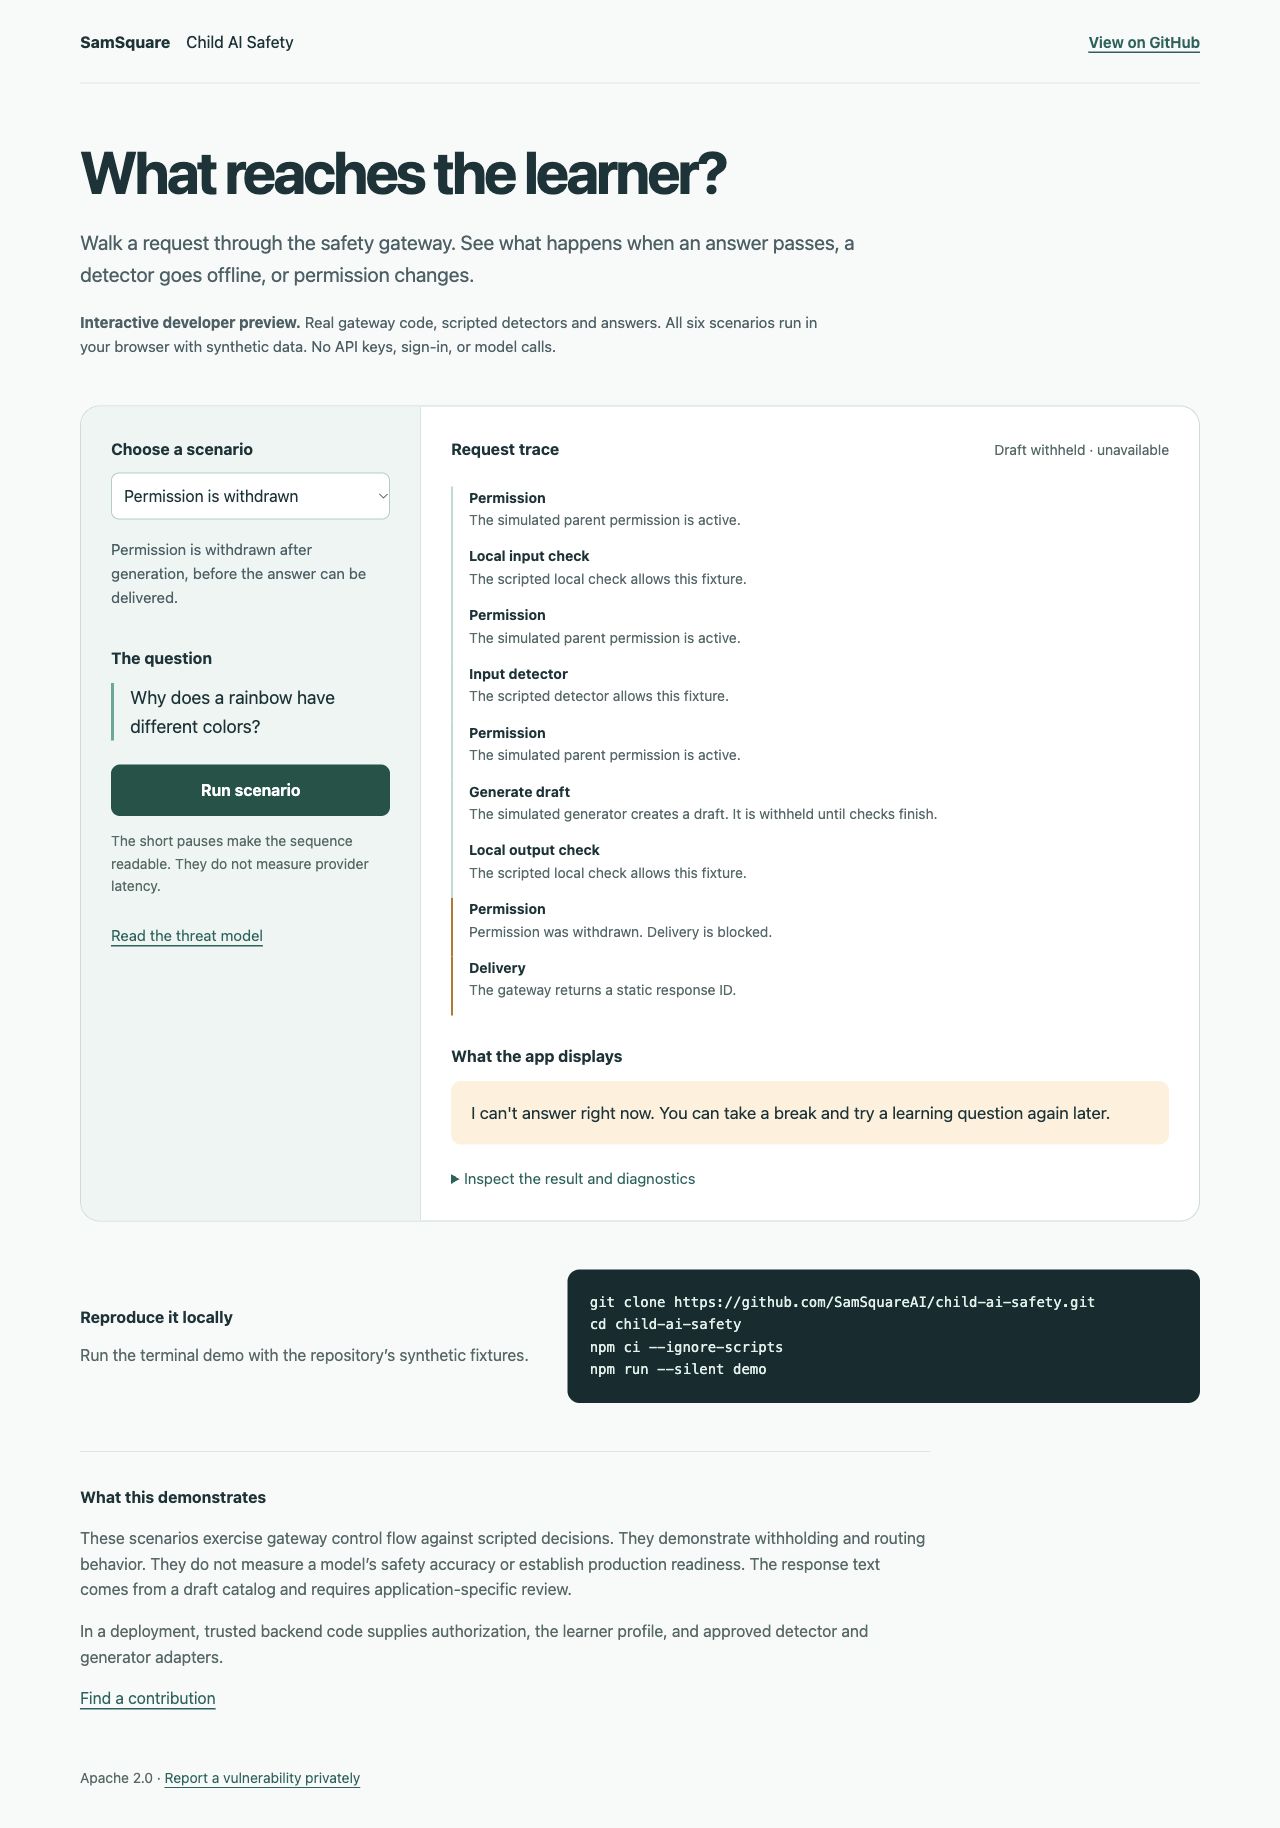 SamSquare Child AI Safety
View on GitHub
What reaches the learner?
Walk a request through the safety gateway. See what happens when an answer passes, a
detector goes offline, or permission changes.
Interactive developer preview. Real gateway code, scripted detectors and answers. All six scenarios run in
your browser with synthetic data. No API keys, sign-in, or model calls.
Choose a scenario
Permission is withdrawn
Permission is withdrawn after
generation, before the answer can be
delivered.
The question
Why does a rainbow have
different colors?
Run scenario
The short pauses make the sequence
readable. They do not measure provider
latency.
Read the threat model
Request trace
Draft withheld · unavailable
Permission
The simulated parent permission is active.
Local input check
The scripted local check allows this fixture.
Permission
The simulated parent permission is active.
Input detector
The scripted detector allows this fixture.
Permission
The simulated parent permission is active.
Generate draft
The simulated generator creates a draft. It is withheld until checks finish.
Local output check
The scripted local check allows this fixture.
Permission
Permission was withdrawn. Delivery is blocked.
Delivery
The gateway returns a static response ID.
What the app displays
I can't answer right now. You can take a break and try a learning question again later.
Inspect the result and diagnostics
Reproduce it locally
Run the terminal demo with the repository’s synthetic fixtures.
git clone https://github.com/SamSquareAI/child-ai-safety.git
cd child-ai-safety
npm ci --ignore-scripts
npm run --silent demo
What this demonstrates
These scenarios exercise gateway control flow against scripted decisions. They demonstrate withholding and routing
behavior. They do not measure a model’s safety accuracy or establish production readiness. The response text
comes from a draft catalog and requires application-specific review.
In a deployment, trusted backend code supplies authorization, the learner profile, and approved detector and
generator adapters.
Find a contribution
Apache 2.0 · Report a vulnerability privately